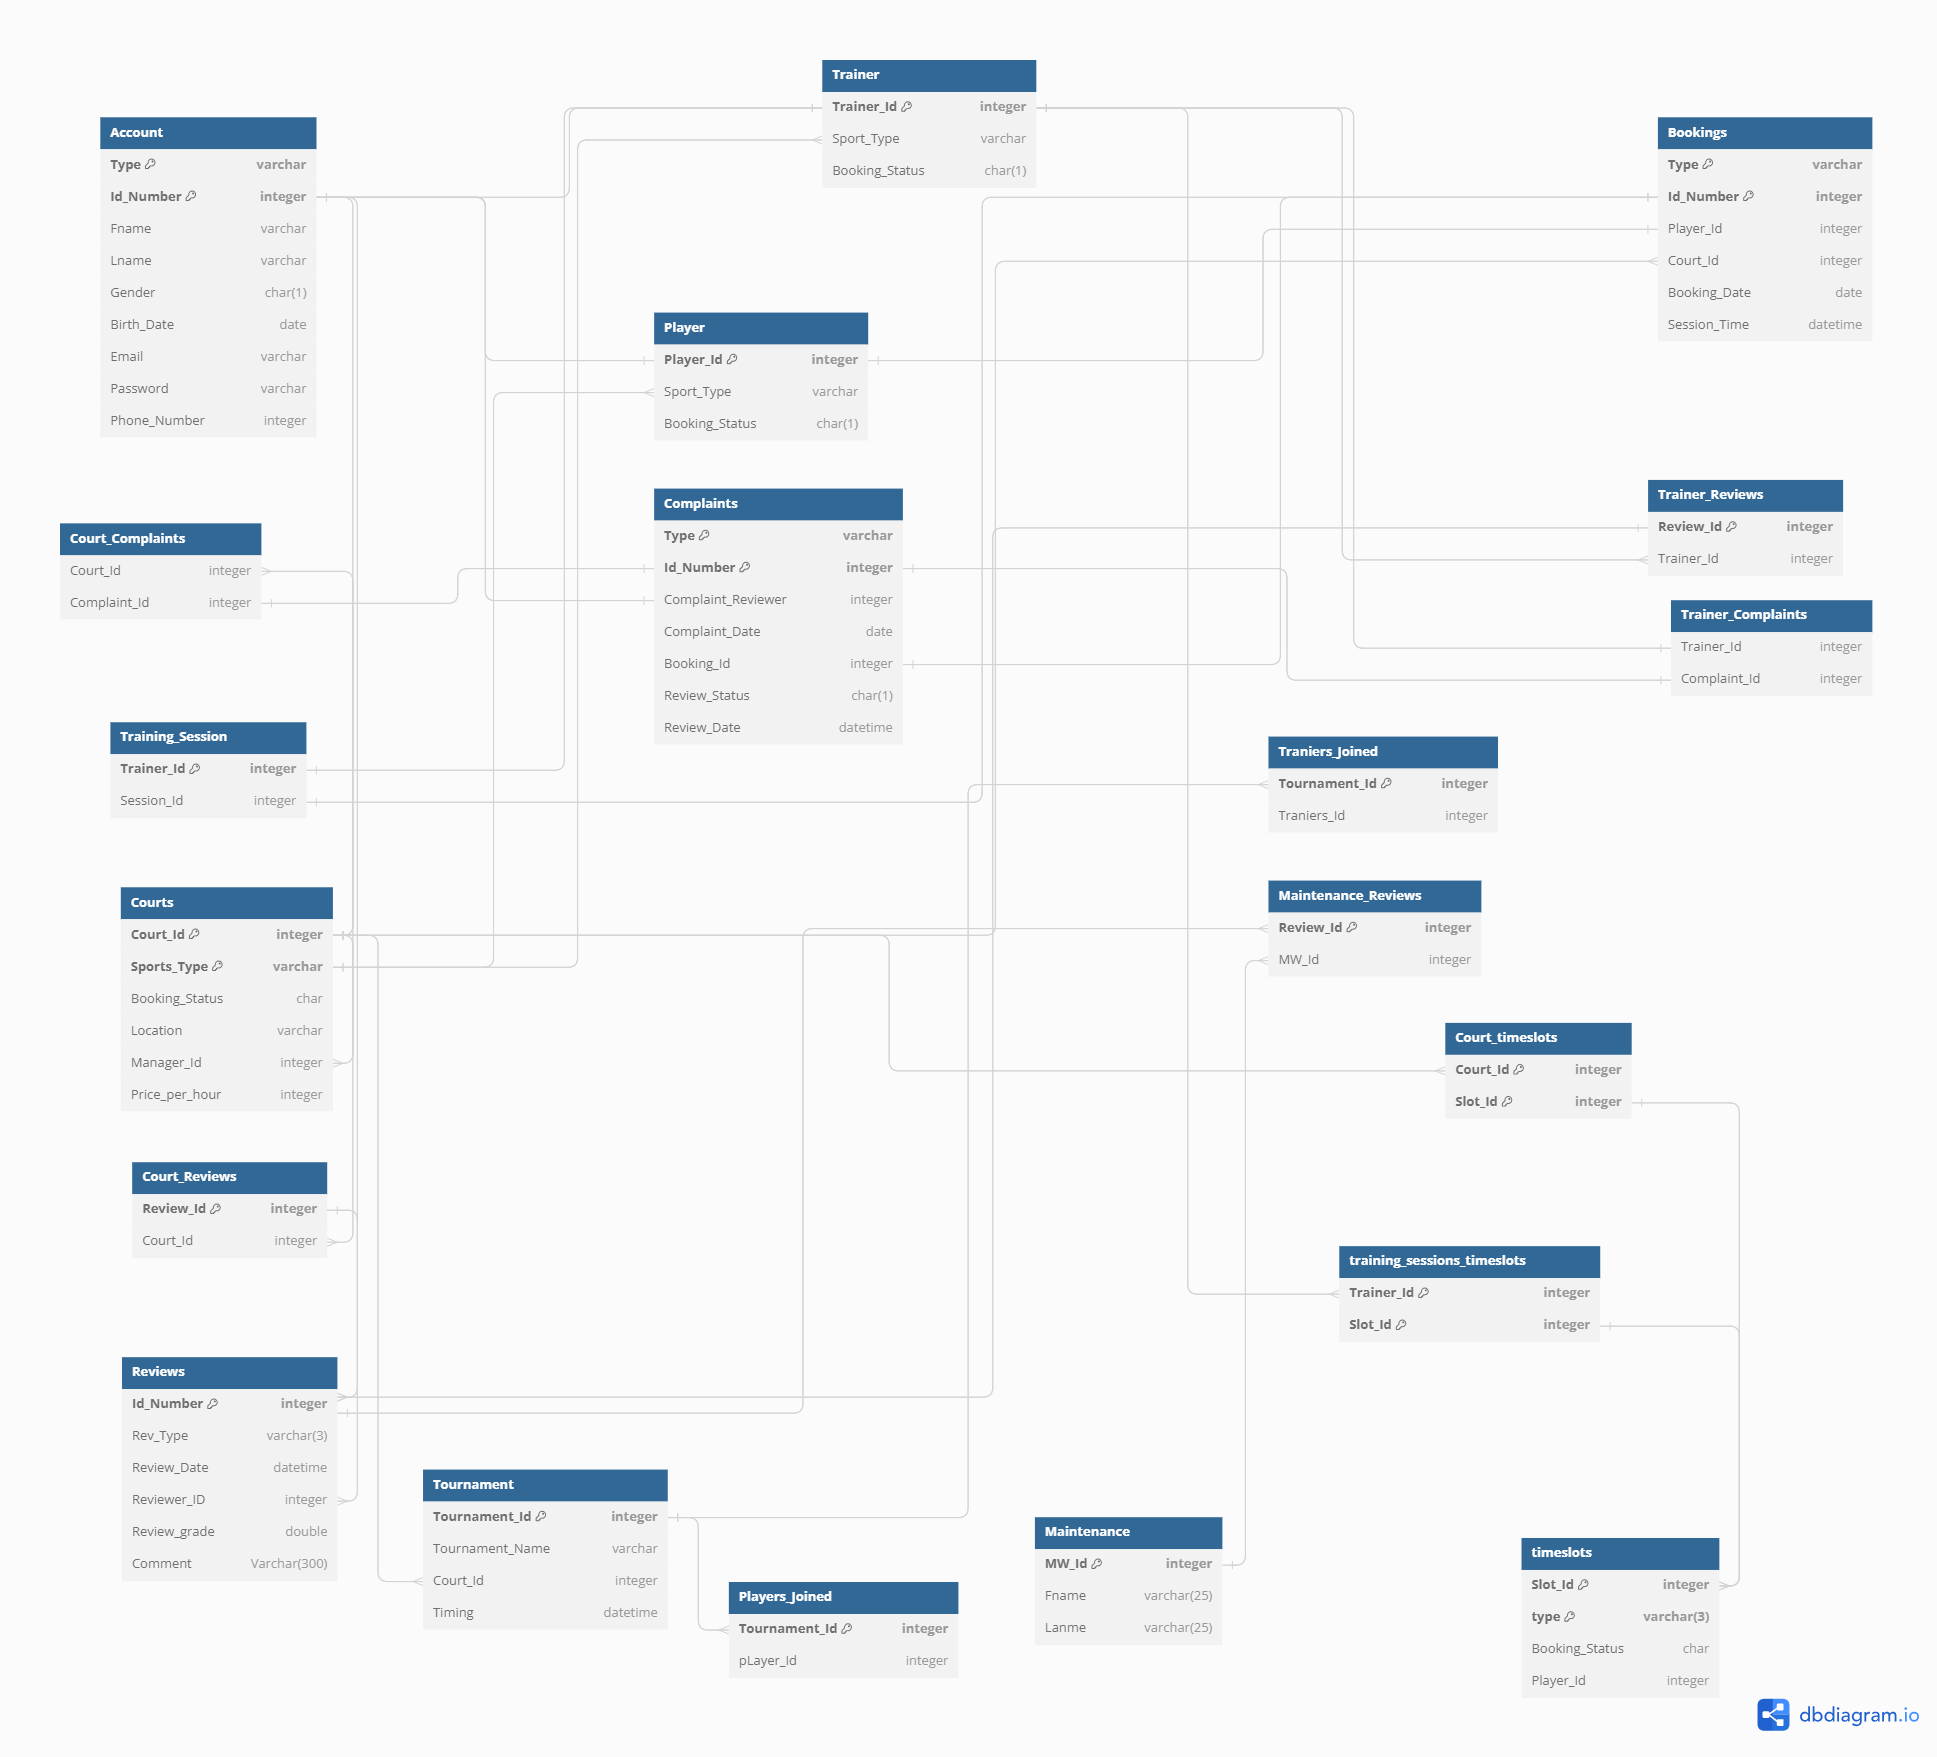 Trainer
Trainer_Id integer
Sport_Type varchar
Booking_Status char(1)
Account
Type varchar
Id_Number integer
Fname varchar
Lname varchar
Gender char(1)
Birth_Date date
Email varchar
Password varchar
Phone_Number integer
Bookings
Type varchar
Id_Number integer
Player_Id integer
Court_Id integer
Booking_Date date
Session_Time datetime
Player
Player_Id integer
Sport_Type varchar
Booking_Status char(1)
Complaints
Type varchar
Id_Number integer
Complaint_Reviewer integer
Complaint_Date date
Booking_Id integer
Review_Status char(1)
Review_Date datetime
Court_Complaints
Court_Id integer
Complaint_Id integer
Trainer_Reviews
Review_Id integer
Trainer_Id integer
Trainer_Complaints
Trainer_Id integer
Complaint_Id integer
Training_Session
Trainer_Id integer
Session_Id integer
Traniers_Joined
Tournament_Id integer
Traniers_Id integer
Courts
Court_Id integer
Sports_Type varchar
Booking_Status char
Location varchar
Manager_Id integer
Price_per_hour integer
Maintenance_Reviews
Review_Id integer
MW_Id integer
Court_timeslots
Court_Id integer
Slot_Id integer
Court_Reviews
Review_Id integer
Court_Id integer
training_sessions_timeslots
Trainer_Id integer
Slot_Id integer
Reviews
Id_Number integer
Rev_Type varchar(3)
Review_Date datetime
Reviewer_ID integer
Review_grade double
Comment Varchar(300)
Tournament
Tournament_Id integer
Tournament_Name varchar
Court_Id integer
Timing datetime
Players_Joined
Tournament_Id integer
pLayer_Id integer
Maintenance
MW_Id integer
Fname varchar(25)
Lanme varchar(25)
timeslots
Slot_Id integer
type varchar(3)
Booking_Status char
Player_Id integer
dbdiagram.io